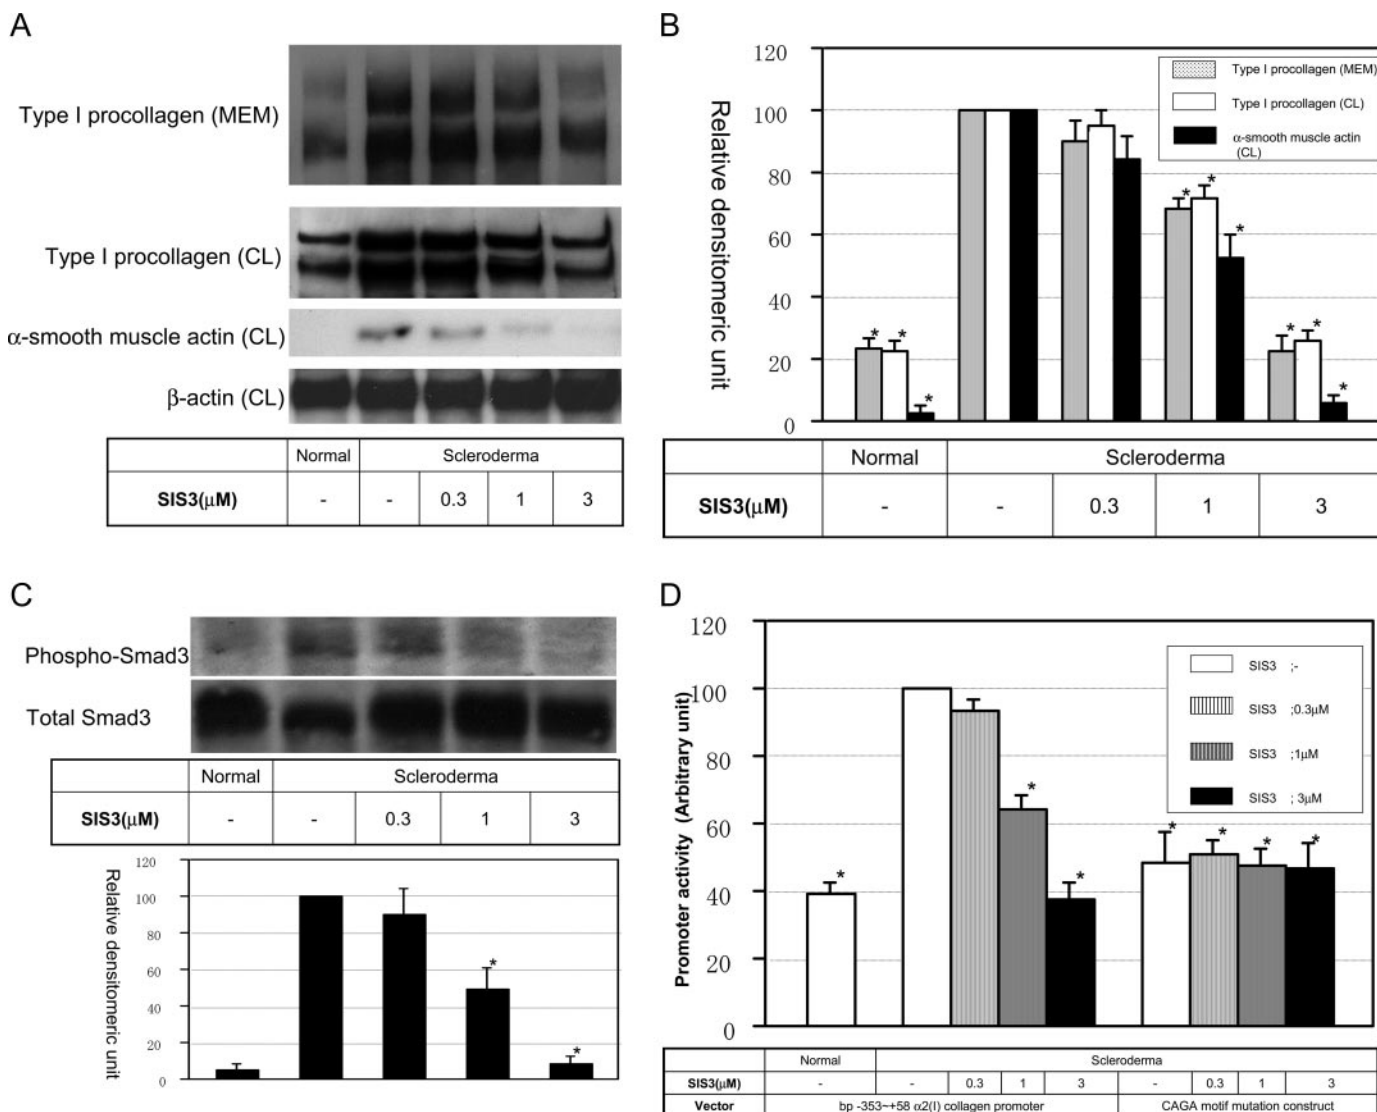 A
Type I procollagen (MEM)
Type I procollagen (CL)
α-smooth muscle actin (CL)
β-actin (CL)
Normal Scleroderma
SIS3(μM) - - 0.3 1 3
B
Relative densitomeric unit
120
100
80
60
40
20
0
Type I procollagen (MEM)
Type I procollagen (CL)
α-smooth muscle actin
(CL)
* * * * * * * * *
Normal Scleroderma
SIS3(μM) - - 0.3 1 3
C
Phospho-Smad3
Total Smad3
Normal Scleroderma
SIS3(μM) - - 0.3 1 3
Relative densitomeric unit
120
100
80
60
40
20
0
* *
D
Promoter activity (Arbitrary unit)
120
100
80
60
40
20
0
SIS3 ;-
SIS3 ;0.3μM
SIS3 ;1μM
SIS3 ; 3μM
* * * * * * *
Normal Scleroderma
SIS3(μM) - - 0.3 1 3 - 0.3 1 3
Vector bp -353~+58 α2(I) collagen promoter CAGA motif mutation construct